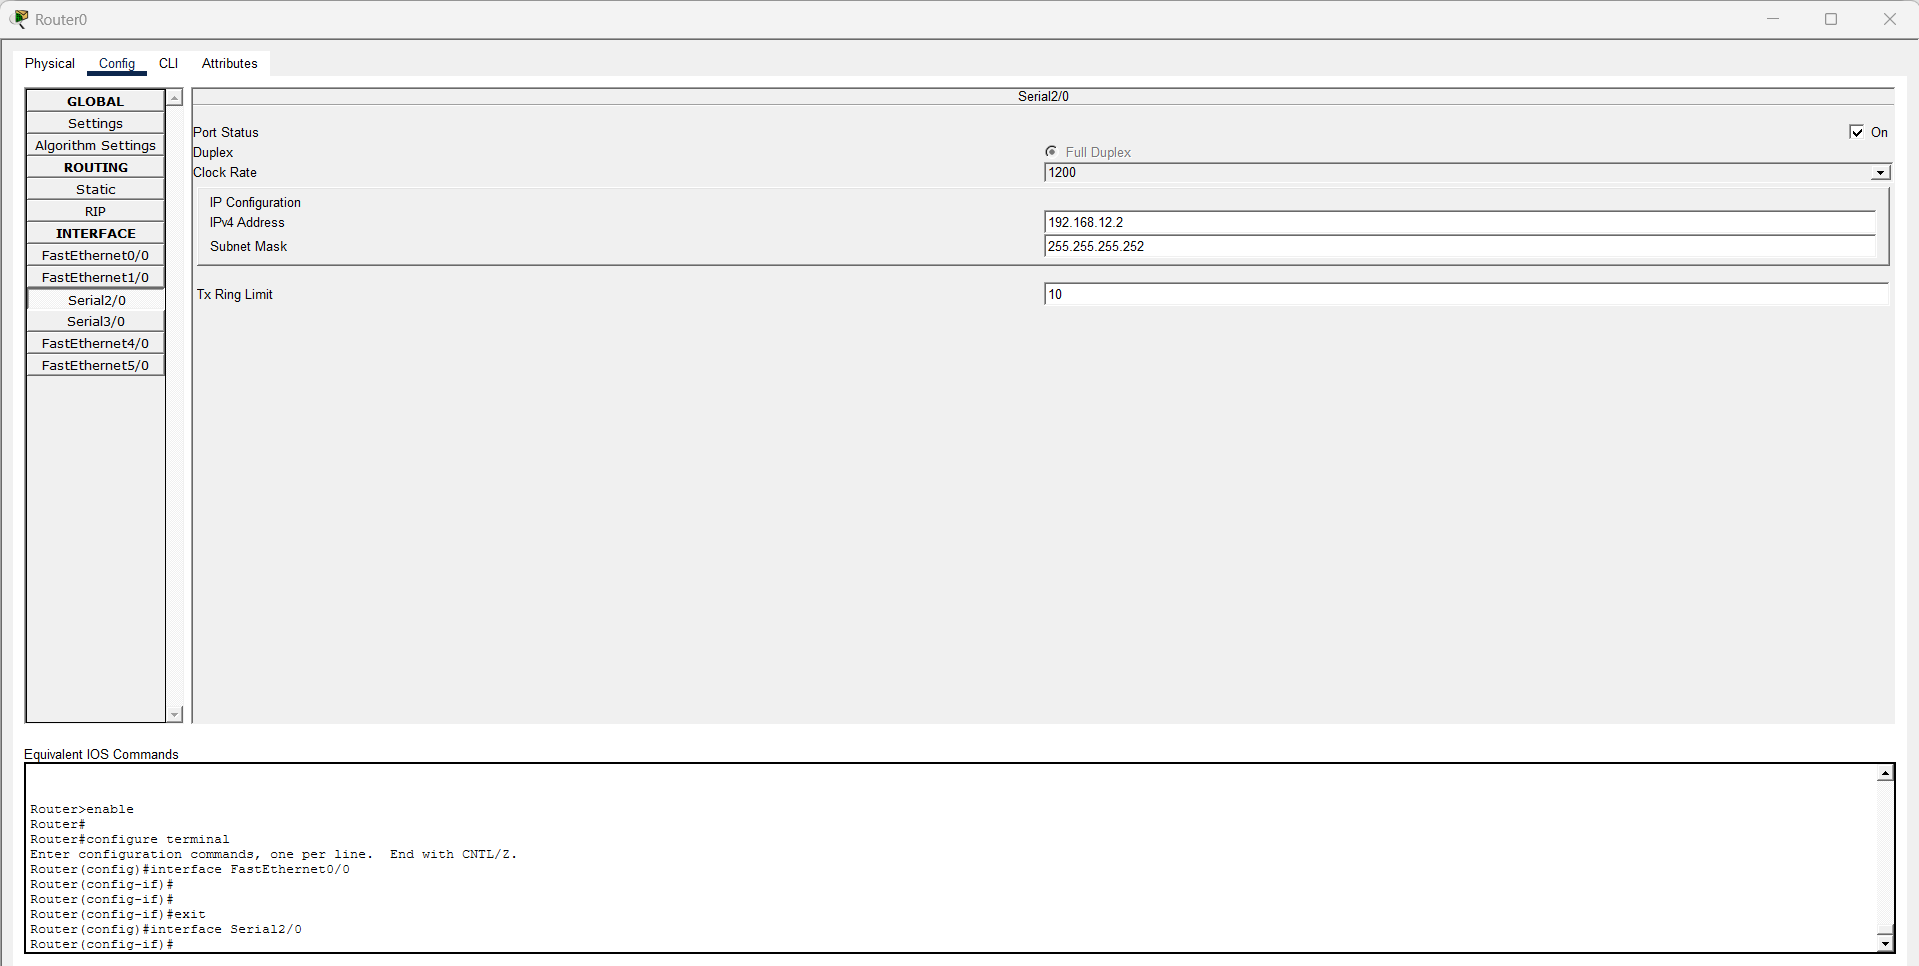 Router0
Physical Config CLI Attributes
GLOBAL
Settings
Algorithm Settings
ROUTING
Static
RIP
INTERFACE
FastEthernet0/0
FastEthernet1/0
Serial2/0
Serial3/0
FastEthernet4/0
FastEthernet5/0
Serial2/0
Port Status On
Duplex Full Duplex
Clock Rate 1200
IP Configuration
IPv4 Address 192.168.12.2
Subnet Mask 255.255.255.252
Tx Ring Limit 10
Equivalent IOS Commands
Router>enable
Router#
Router#configure terminal
Enter configuration commands, one per line.  End with CNTL/Z.
Router(config)#interface FastEthernet0/0
Router(config-if)#
Router(config-if)#
Router(config-if)#exit
Router(config)#interface Serial2/0
Router(config-if)#